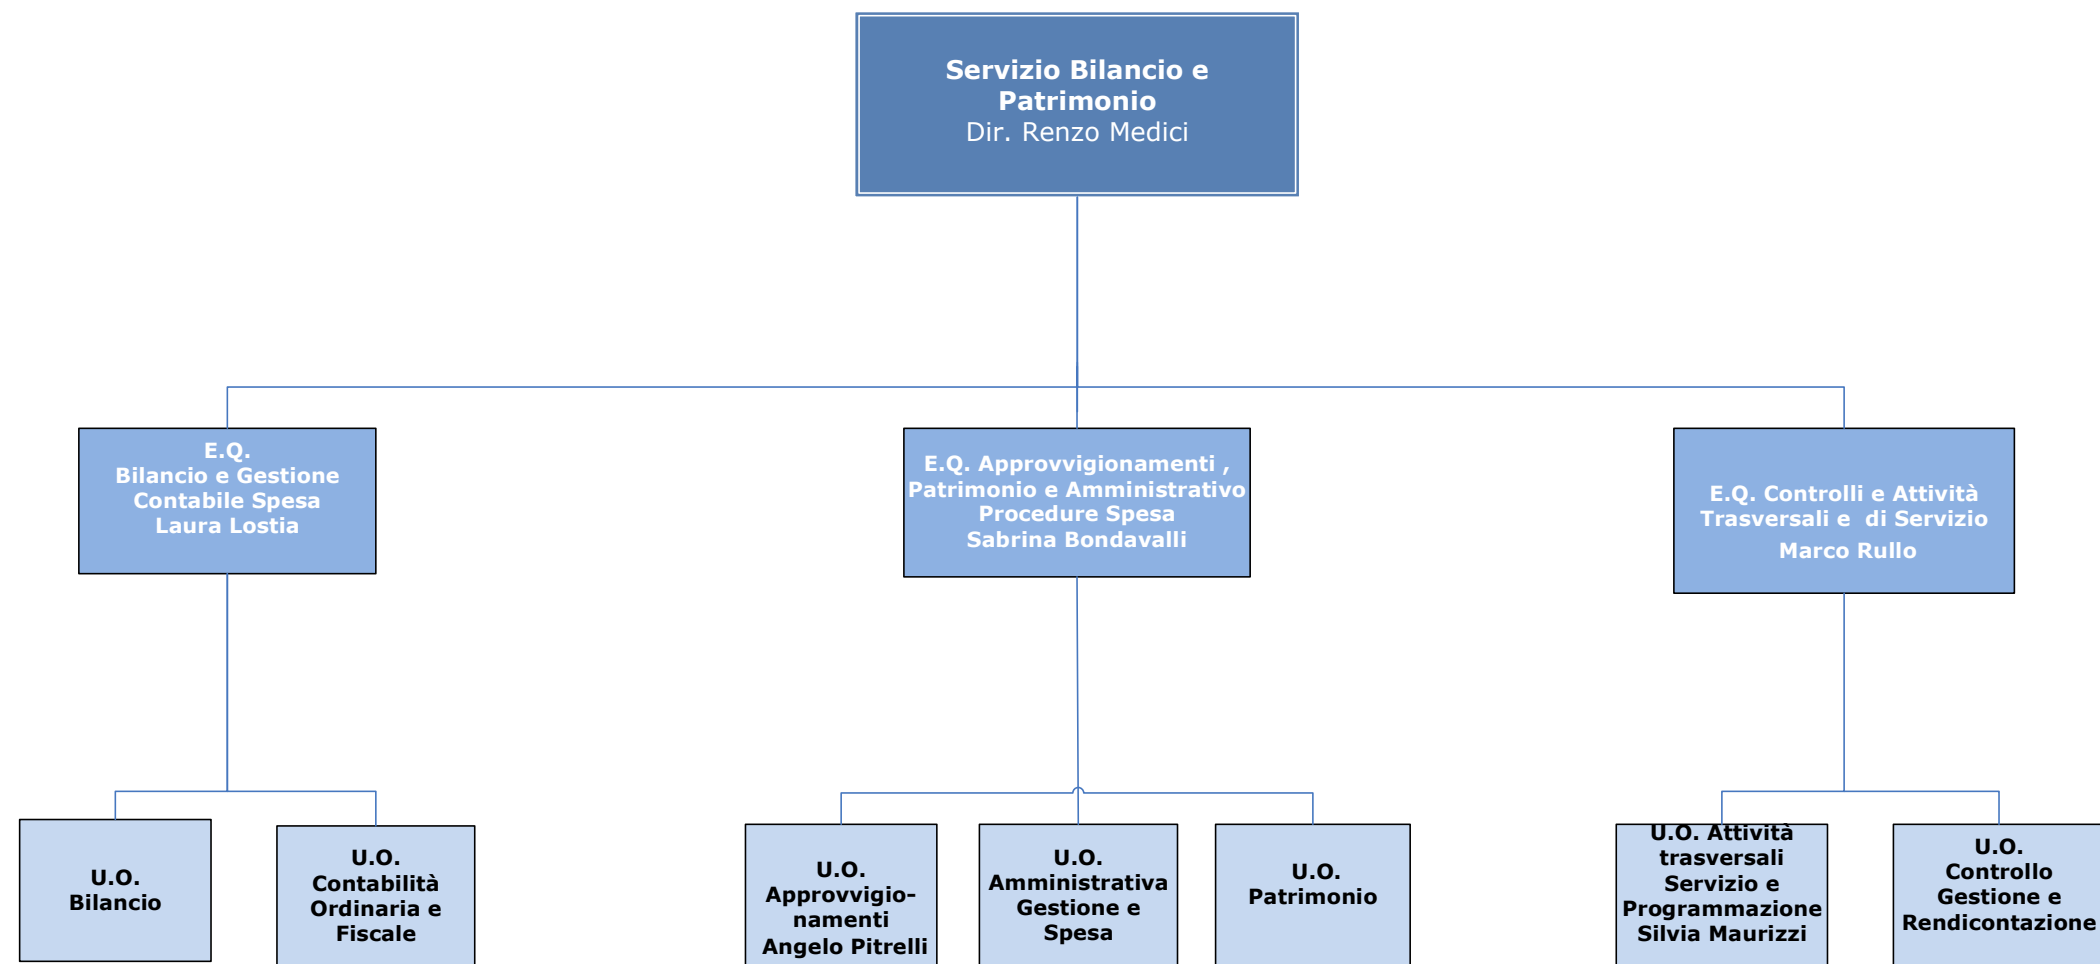 Servizio Bilancio e
Patrimonio
Dir. Renzo Medici
E.Q.
Bilancio e Gestione
Contabile Spesa
Laura Lostia
E.Q. Approvvigionamenti ,
Patrimonio e Amministrativo
Procedure Spesa
Sabrina Bondavalli
E.Q. Controlli e Attività
Trasversali e  di Servizio
Marco Rullo
U.O.
Bilancio
U.O.
Contabilità
Ordinaria e
Fiscale
U.O.
Approvvigio-
namenti
Angelo Pitrelli
U.O.
Amministrativa
Gestione e
Spesa
U.O.
Patrimonio
U.O. Attività
trasversali
Servizio e
Programmazione
Silvia Maurizzi
U.O.
Controllo
Gestione e
Rendicontazione